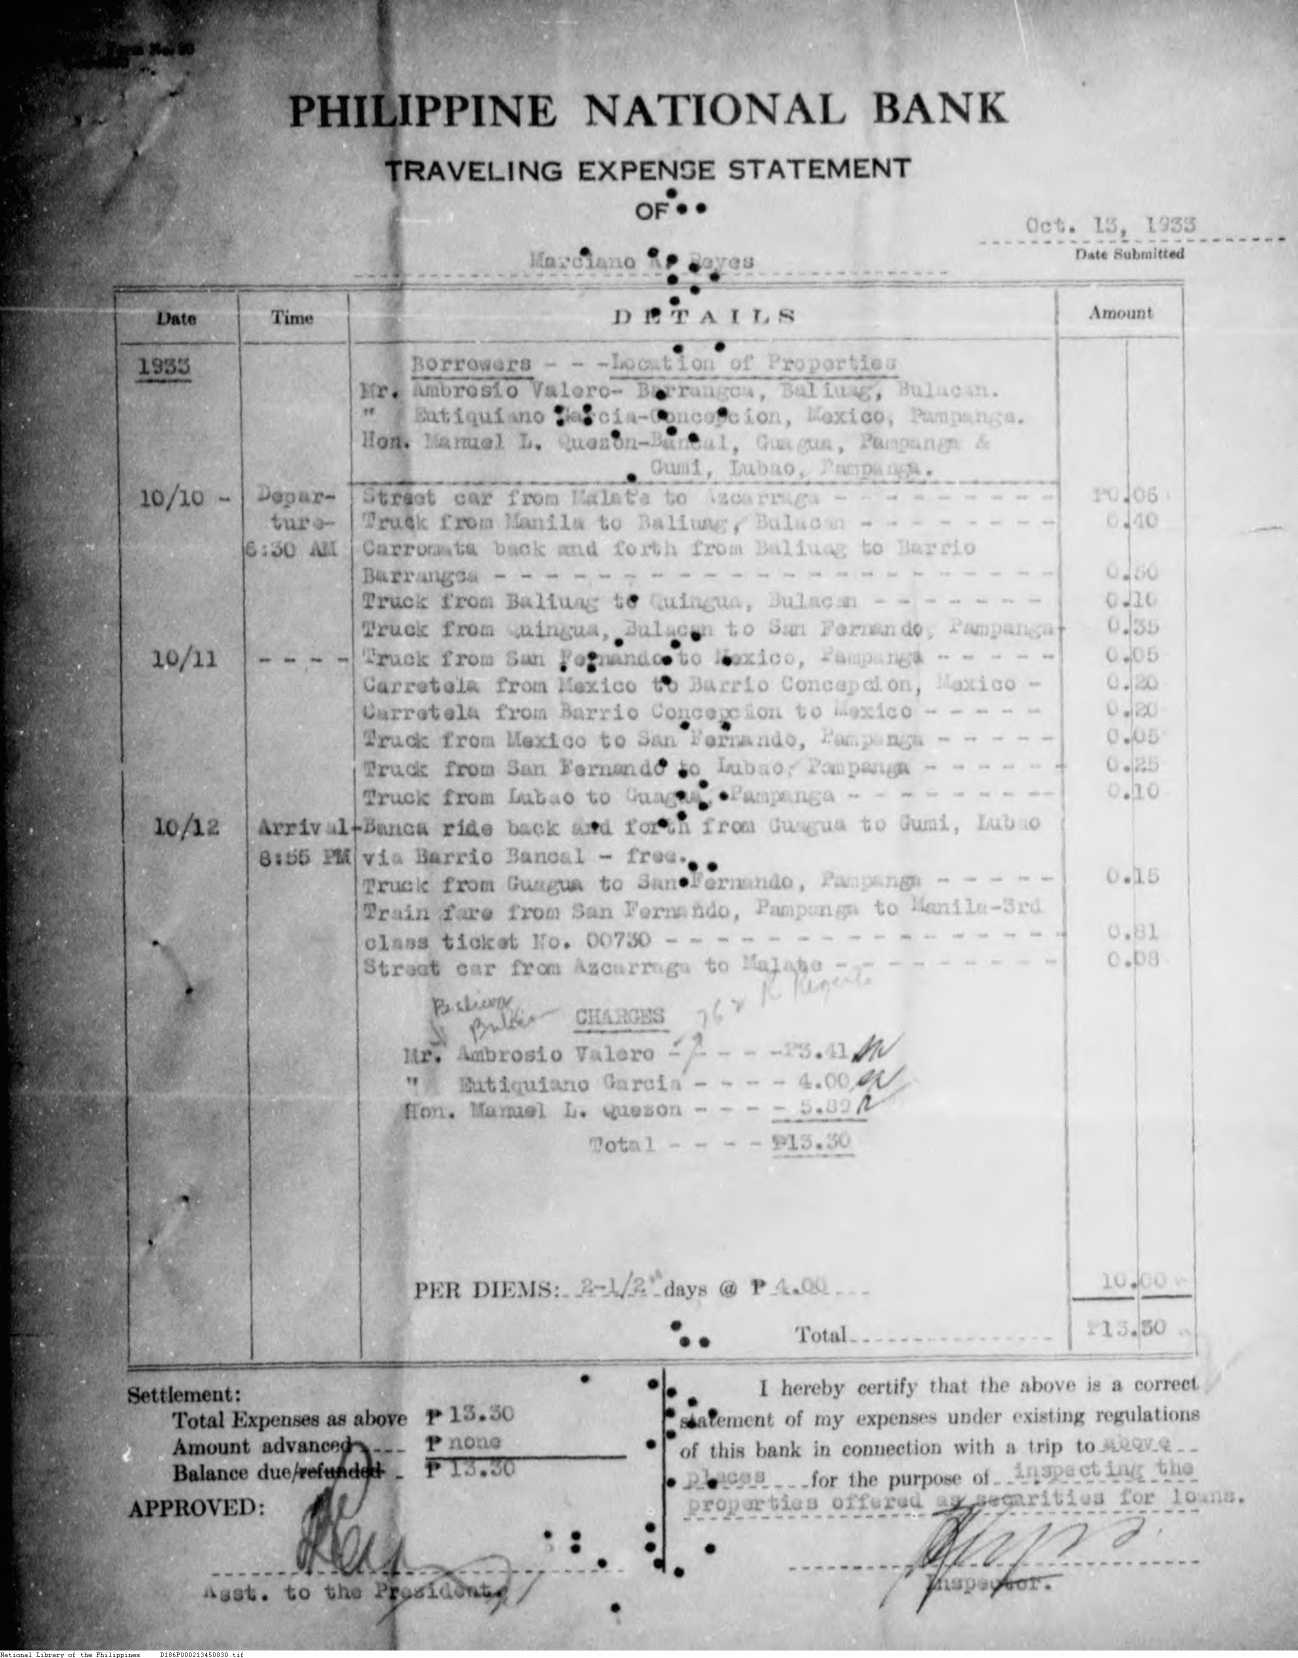 PHILIPPINE NATIONAL BANK
TRAVELING EXPENSE STATEMENT
OF
Oct. 13, 1933
Date Submitted
Marciano R. Reyes
Date Time DETAILS Amount
1933 Borrowers - - -Location of Properties
Mr. Ambrosio Valero- Barrangca, Baliuag, Bulacan.
" Eutiquiano Garcia-Concepcion, Mexico, Pampanga.
Hon. Manuel L. Quezon-Bancal, Guagua, Pampanga &
Gumi, Lubao, Pampanga.
10/10 - Depar- Street car from Malate to Azcarraga - - - - - - - - - ₱0.06
ture- Truck from Manila to Baliuag, Bulacan - - - - - - - - 0.40
6:30 AM Carromata back and forth from Baliuag to Barrio
Barrangca - - - - - - - - - - - - - - - - - - - - - - 0.50
Truck from Baliuag to Quingua, Bulacan - - - - - - - 0.10
Truck from Quingua, Bulacan to San Fernando, Pampanga- 0.35
10/11 - - - - Truck from San Fernando to Mexico, Pampanga - - - - - 0.05
Carretela from Mexico to Barrio Concepcion, Mexico - 0.20
Carretela from Barrio Concepcion to Mexico - - - - - 0.20
Truck from Mexico to San Fernando, Pampanga - - - - - 0.05
Truck from San Fernando to Lubao, Pampanga - - - - - - 0.25
Truck from Lubao to Guagua, Pampanga - - - - - - - - 0.10
10/12 Arrival- Banca ride back and forth from Guagua to Gumi, Lubao
8:55 PM via Barrio Bancal - free.
Truck from Guagua to San Fernando, Pampanga - - - - - 0.15
Train fare from San Fernando, Pampanga to Manila-3rd
class ticket No. 00730 - - - - - - - - - - - - - - - - 0.81
Street car from Azcarraga to Malate - - - - - - - - - 0.08
Baliuag
CHARGES
Mr. Ambrosio Valero - - - - -₱3.41
" Eutiquiano Garcia - - - - 4.00
Hon. Manuel L. Quezon - - - - 5.89
Total - - - - ₱13.30
PER DIEMS: 2-1/2 days @ ₱ 4.00 10.00
Total ₱13.30
Settlement:
Total Expenses as above ₱ 13.30
Amount advanced ₱ none
Balance due/refunded ₱ 13.30
APPROVED:
Asst. to the President
I hereby certify that the above is a correct
statement of my expenses under existing regulations
of this bank in connection with a trip to above
places for the purpose of inspecting the
properties offered as securities for loans.
Inspector.
National Library of the Philippines D186P000213450830.tif